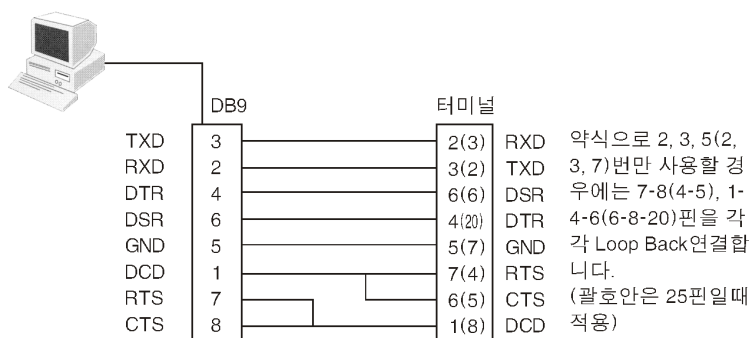 DB9 터미널
TXD 3 2(3) RXD
RXD 2 3(2) TXD
DTR 4 6(6) DSR
DSR 6 4(20) DTR
GND 5 5(7) GND
DCD 1 7(4) RTS
RTS 7 6(5) CTS
CTS 8 1(8) DCD
약식으로 2, 3, 5(2,
3, 7)번만 사용할 경
우에는 7-8(4-5), 1-
4-6(6-8-20)핀을 각
각 Loop Back연결합
니다.
(괄호안은 25핀일때
적용)